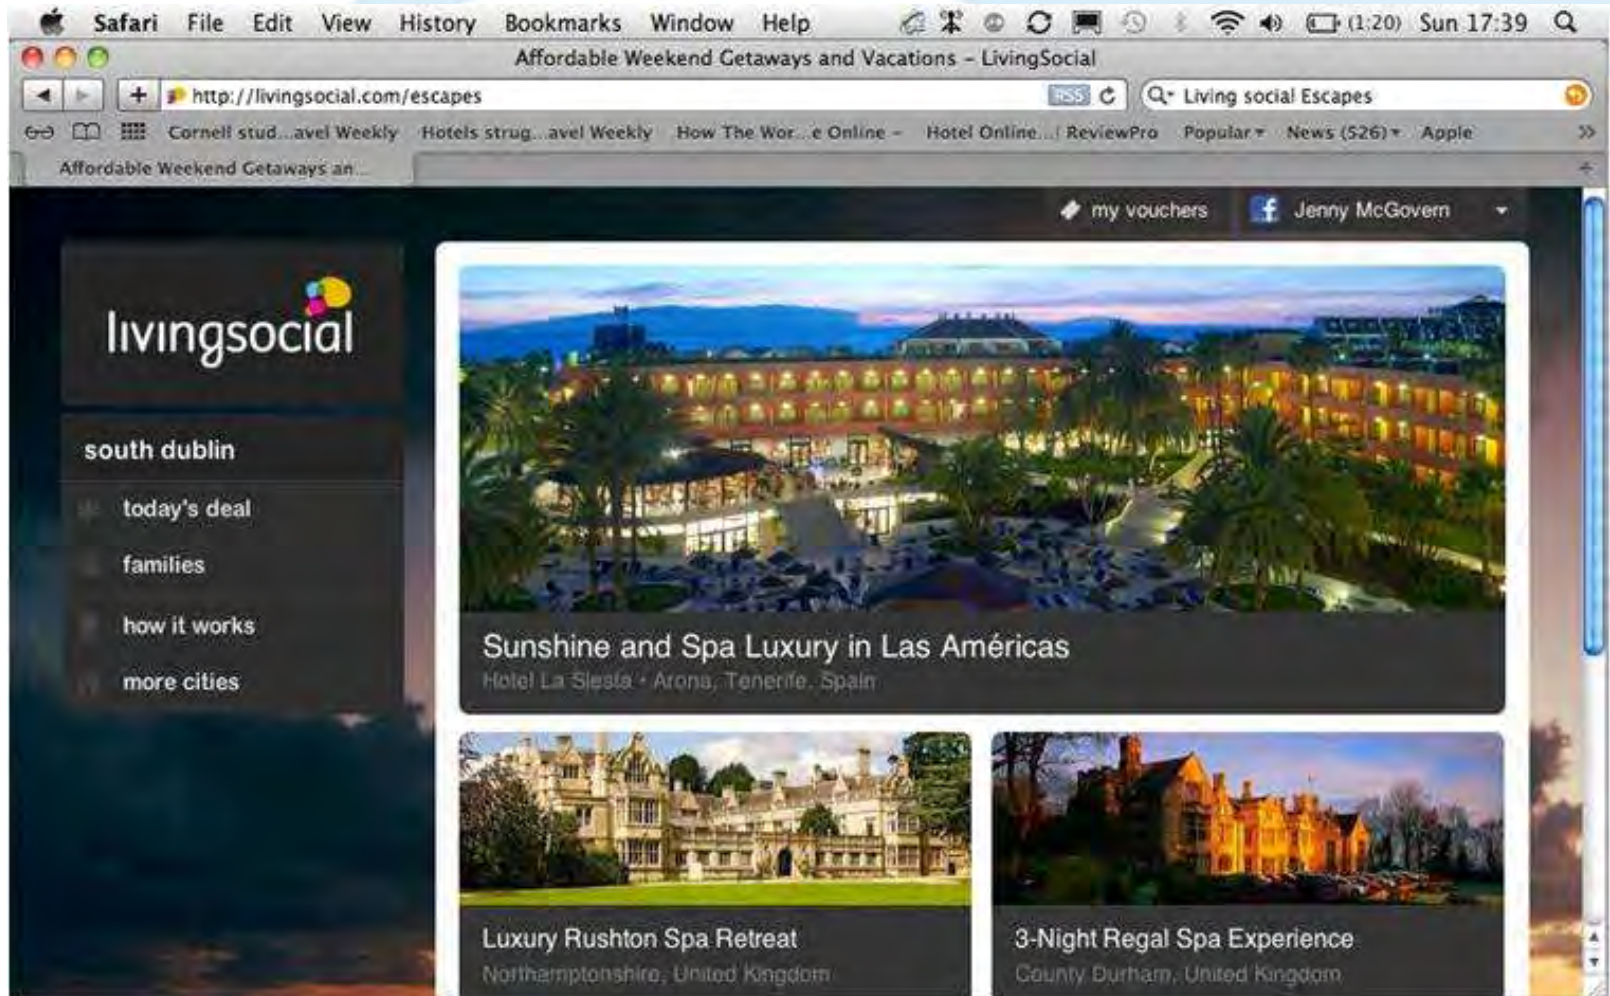 Safari File Edit View History Bookmarks Window Help (1:20) Sun 17:39
Affordable Weekend Getaways and Vacations – LivingSocial
http://livingsocial.com/escapes RSS Living social Escapes
Cornell stud...avel Weekly Hotels strug...avel Weekly How The Wor...e Online – Hotel Online...| ReviewPro Popular News (526) Apple
Affordable Weekend Getaways an...
my vouchers f Jenny McGovern
livingsocial
south dublin
today's deal
families
how it works
more cities
Sunshine and Spa Luxury in Las Américas
Hotel La Siesta • Arona, Tenerife, Spain
Luxury Rushton Spa Retreat
Northamptonshire, United Kingdom
3-Night Regal Spa Experience
County Durham, United Kingdom